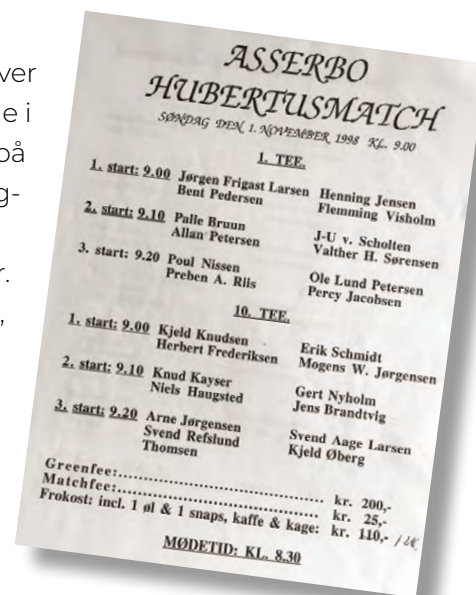 ver
e i
på
g-
r.
,
ASSERBO
HUBERTUSMATCH
SØNDAG DEN 1. NOVEMBER 1998 KL. 9.00
1. TEE.
1. start: 9.00 Jørgen Frigast Larsen Henning Jensen
Bent Pedersen Flemming Visholm
2. start: 9.10 Palle Bruun J-U v. Scholten
Allan Petersen Valther H. Sørensen
3. start: 9.20 Poul Nissen Ole Lund Petersen
Preben A. Riis Percy Jacobsen
10. TEE.
1. start: 9.00 Kjeld Knudsen Erik Schmidt
Herbert Frederiksen Mogens W. Jørgensen
2. start: 9.10 Knud Kayser Gert Nyholm
Niels Haugsted Jens Brandtvig
3. start: 9.20 Arne Jørgensen Svend Aage Larsen
Svend Refslund Kjeld Øberg
Thomsen
Greenfee:.............................. kr. 200,-
Matchfee:.............................. kr. 25,-
Frokost: incl. 1 øl & 1 snaps, kaffe & kage: kr. 110,-
MØDETID: KL. 8.30